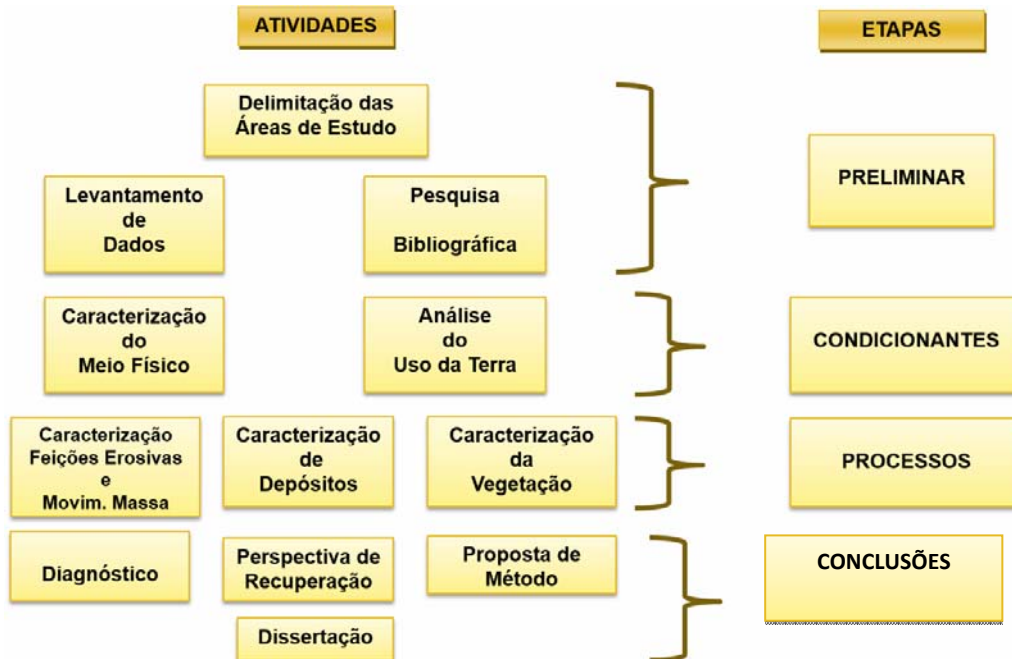 ATIVIDADES
ETAPAS
Delimitação das
Áreas de Estudo
Levantamento
de
Dados
Pesquisa
Bibliográfica
PRELIMINAR
Caracterização
do
Meio Físico
Análise
do
Uso da Terra
CONDICIONANTES
Caracterização
Feições Erosivas
e
Movim. Massa
Caracterização
de
Depósitos
Caracterização
da
Vegetação
PROCESSOS
Diagnóstico
Perspectiva de
Recuperação
Proposta de
Método
Dissertação
CONCLUSÕES